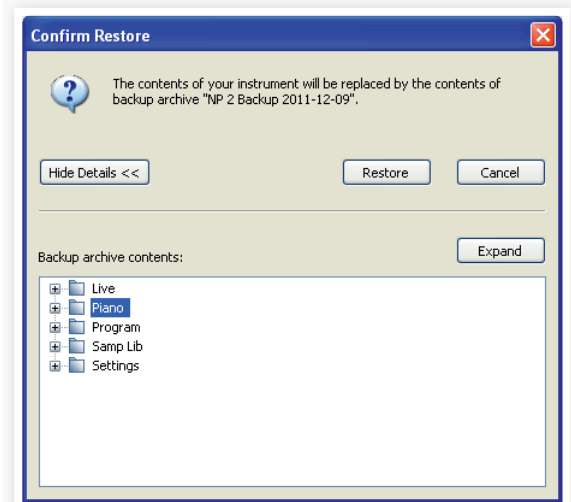 Confirm Restore
The contents of your instrument will be replaced by the contents of
backup archive "NP 2 Backup 2011-12-09".
Hide Details << Restore Cancel
Expand
Backup archive contents:
Live
Piano
Program
Samp Lib
Settings